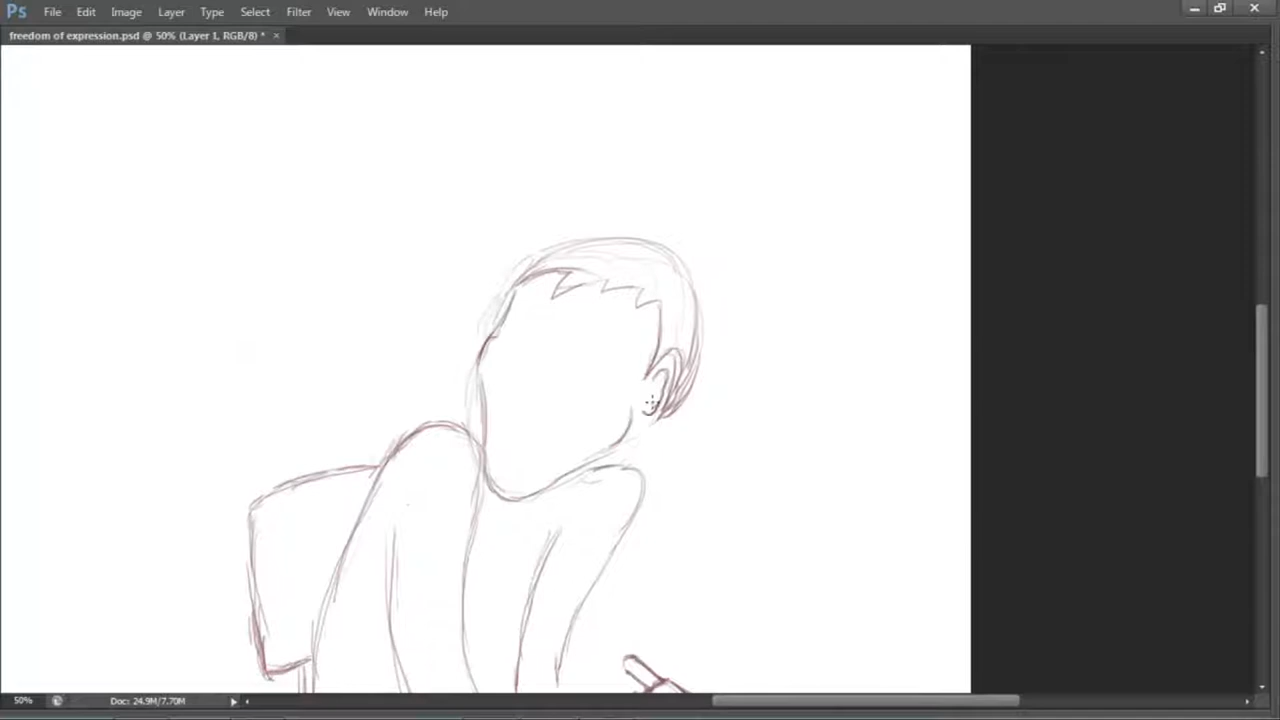 Ps File Edit Image Layer Type Select Filter View Window Help
freedom of expression.psd @ 50% (Layer 1, RGB/8) *
50% Doc: 24.9M/7.70M